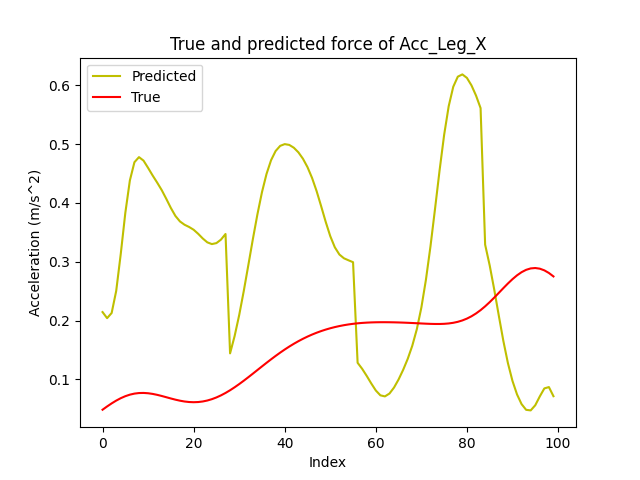 True and predicted force of Acc_Leg_X
Predicted
True
Acceleration (m/s^2)
0.6
0.5
0.4
0.3
0.2
0.1
0 20 40 60 80 100
Index